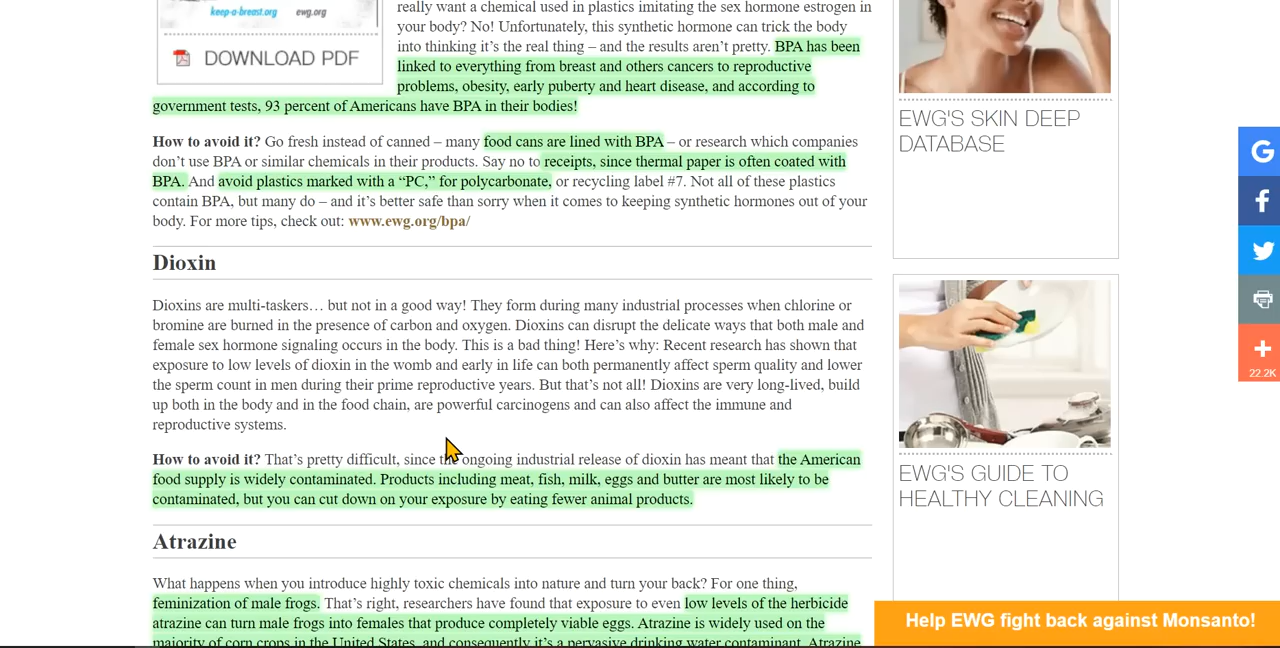 keep-a-breast.org ewg.org
DOWNLOAD PDF
really want a chemical used in plastics imitating the sex hormone estrogen in
your body? No! Unfortunately, this synthetic hormone can trick the body
into thinking it’s the real thing – and the results aren’t pretty. BPA has been
linked to everything from breast and others cancers to reproductive
problems, obesity, early puberty and heart disease, and according to
government tests, 93 percent of Americans have BPA in their bodies!
How to avoid it? Go fresh instead of canned – many food cans are lined with BPA – or research which companies
don’t use BPA or similar chemicals in their products. Say no to receipts, since thermal paper is often coated with
BPA. And avoid plastics marked with a “PC,” for polycarbonate, or recycling label #7. Not all of these plastics
contain BPA, but many do – and it’s better safe than sorry when it comes to keeping synthetic hormones out of your
body. For more tips, check out: www.ewg.org/bpa/
Dioxin
Dioxins are multi-taskers… but not in a good way! They form during many industrial processes when chlorine or
bromine are burned in the presence of carbon and oxygen. Dioxins can disrupt the delicate ways that both male and
female sex hormone signaling occurs in the body. This is a bad thing! Here’s why: Recent research has shown that
exposure to low levels of dioxin in the womb and early in life can both permanently affect sperm quality and lower
the sperm count in men during their prime reproductive years. But that’s not all! Dioxins are very long-lived, build
up both in the body and in the food chain, are powerful carcinogens and can also affect the immune and
reproductive systems.
How to avoid it? That’s pretty difficult, since the ongoing industrial release of dioxin has meant that the American
food supply is widely contaminated. Products including meat, fish, milk, eggs and butter are most likely to be
contaminated, but you can cut down on your exposure by eating fewer animal products.
Atrazine
What happens when you introduce highly toxic chemicals into nature and turn your back? For one thing,
feminization of male frogs. That’s right, researchers have found that exposure to even low levels of the herbicide
atrazine can turn male frogs into females that produce completely viable eggs. Atrazine is widely used on the
majority of corn crops in the United States, and consequently it’s a pervasive drinking water contaminant. Atrazine
EWG'S SKIN DEEP
DATABASE
EWG'S GUIDE TO
HEALTHY CLEANING
22.2K
Help EWG fight back against Monsanto!